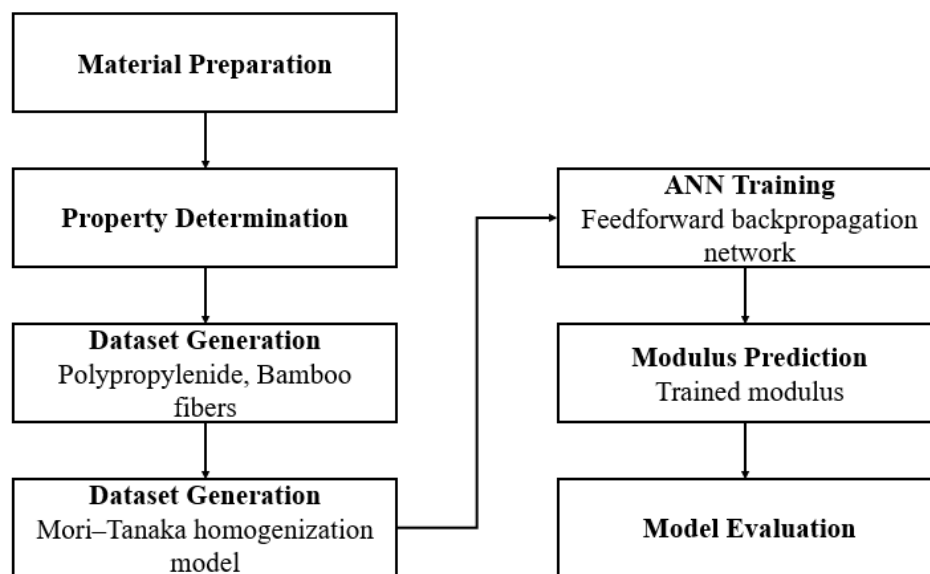 Material Preparation
Property Determination
Dataset Generation
Polypropylenide, Bamboo
fibers
Dataset Generation
Mori–Tanaka homogenization
model
ANN Training
Feedforward backpropagation
network
Modulus Prediction
Trained modulus
Model Evaluation